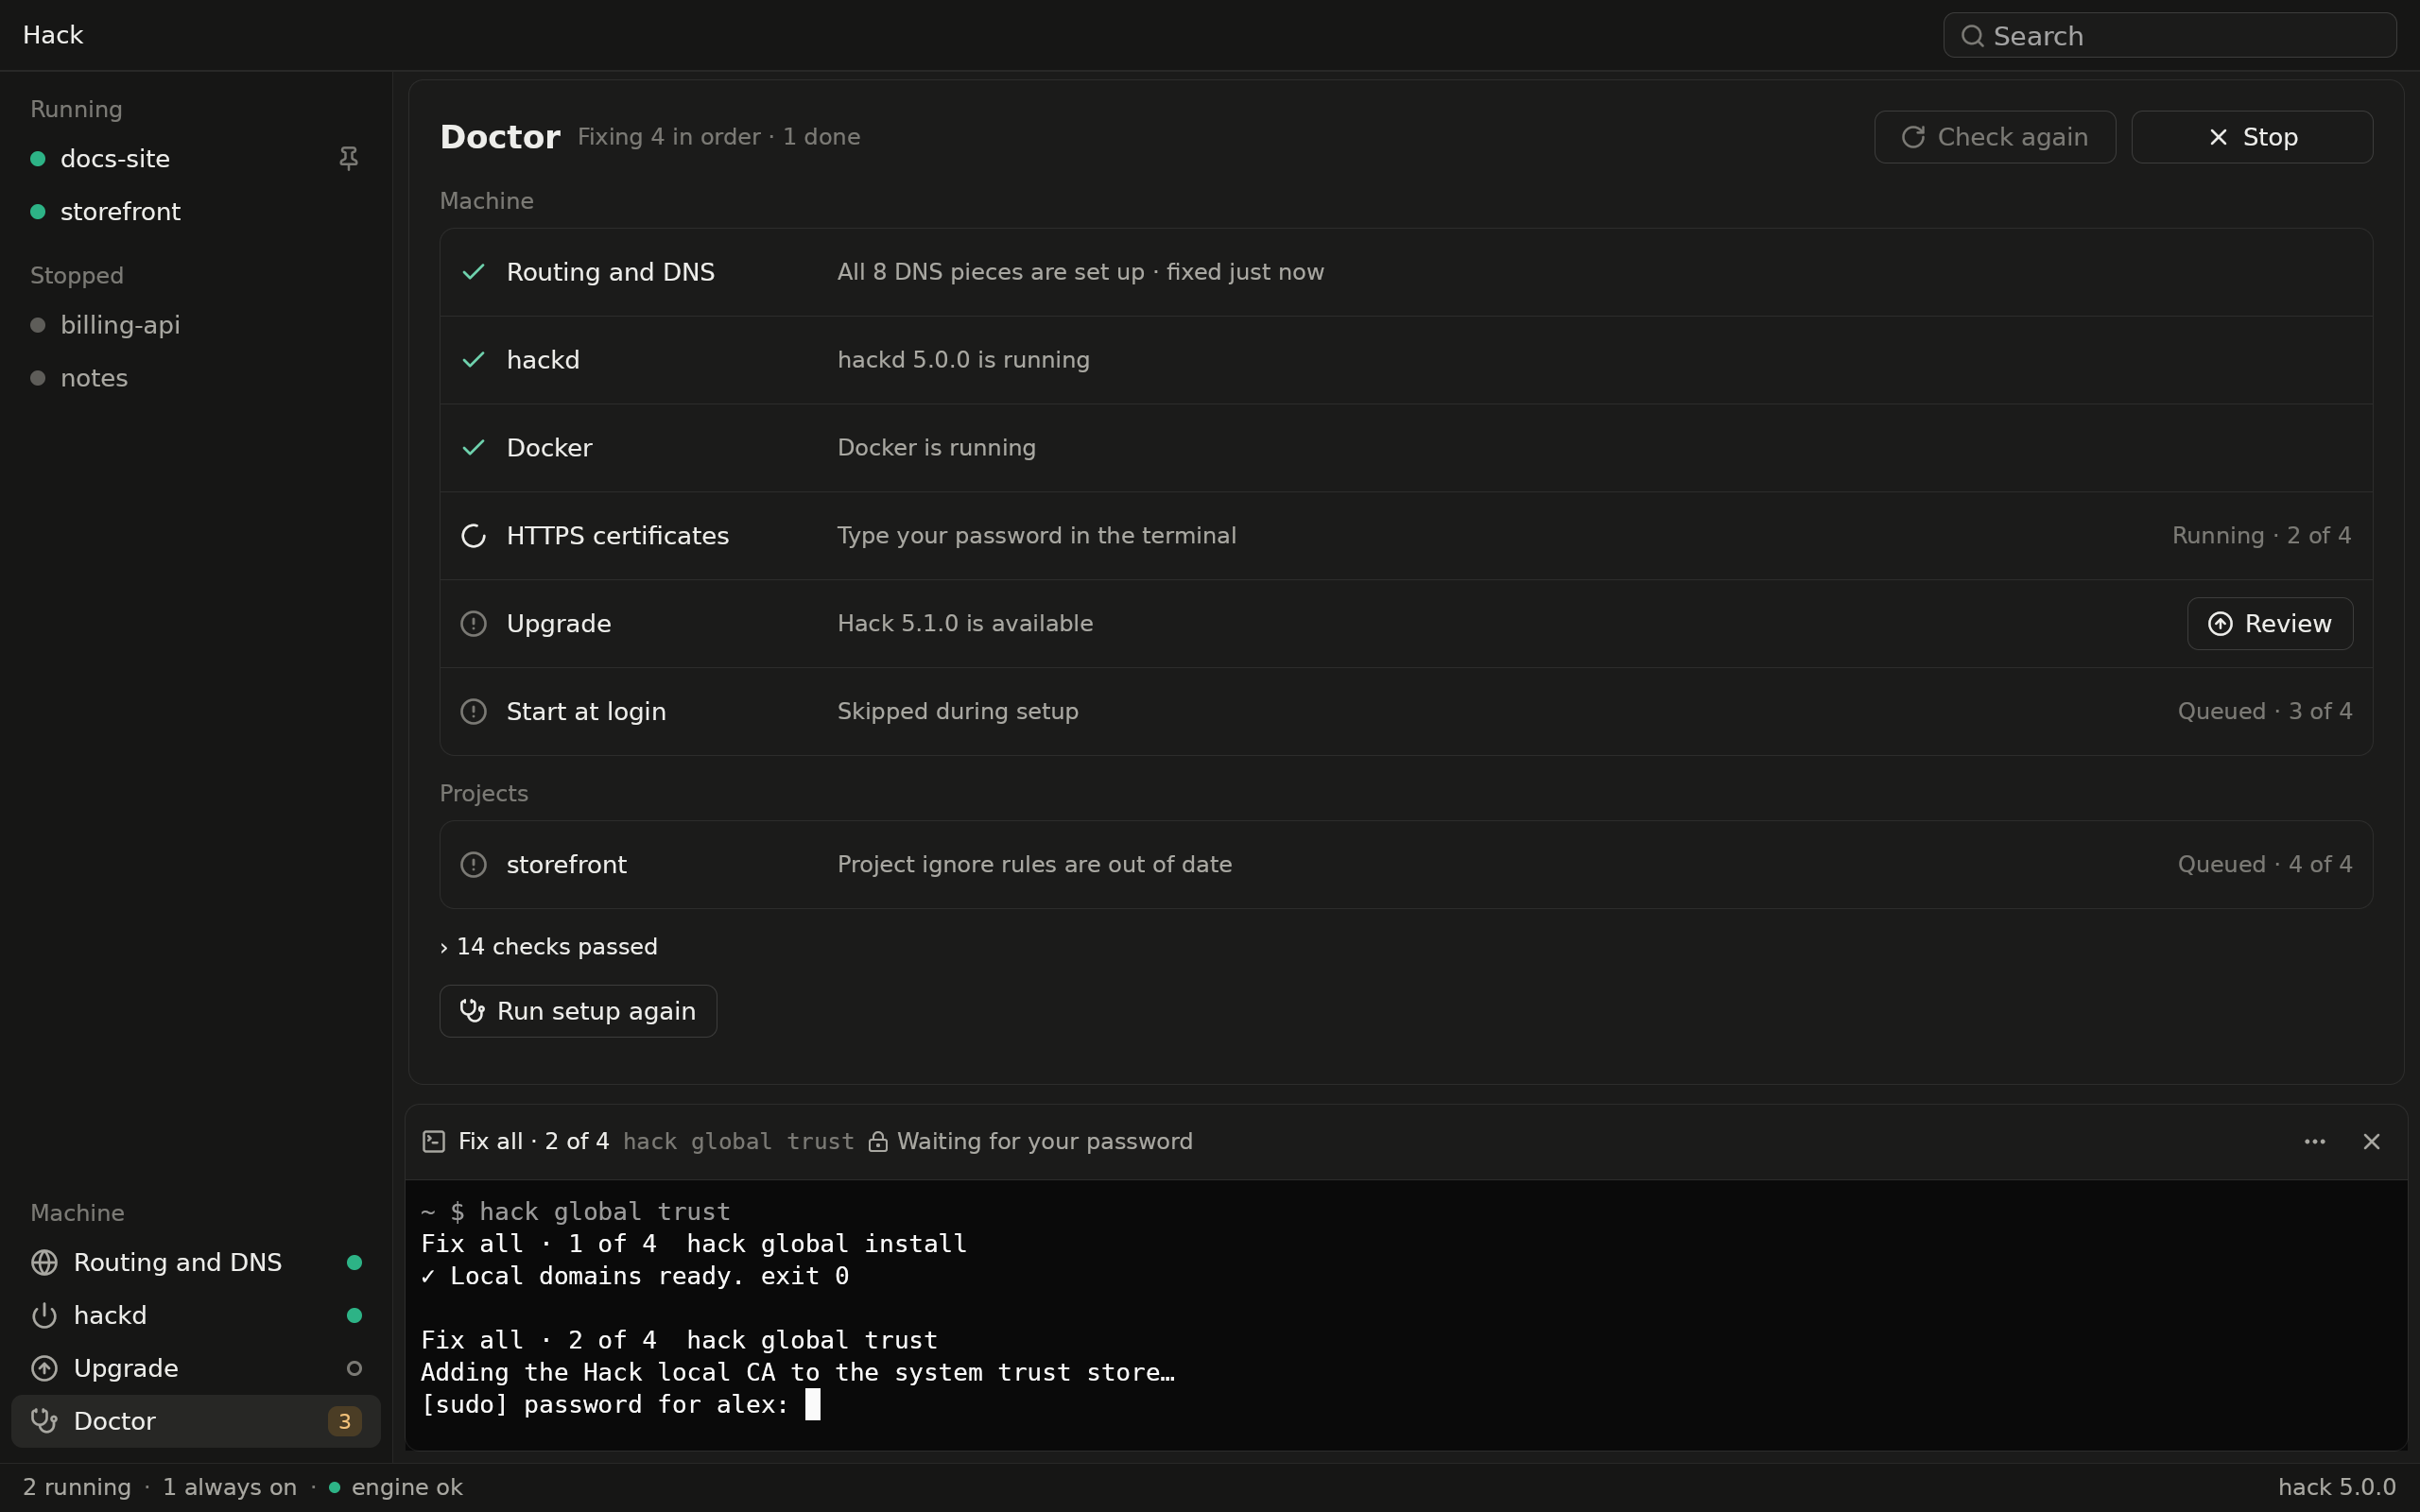 Hack
Search
Running
docs-site
storefront
Stopped
billing-api
notes
Machine
Routing and DNS
hackd
Upgrade
Doctor 3
Doctor Fixing 4 in order · 1 done
Check again
Stop
Machine
Routing and DNS All 8 DNS pieces are set up · fixed just now
hackd hackd 5.0.0 is running
Docker Docker is running
HTTPS certificates Type your password in the terminal Running · 2 of 4
Upgrade Hack 5.1.0 is available Review
Start at login Skipped during setup Queued · 3 of 4
Projects
storefront Project ignore rules are out of date Queued · 4 of 4
› 14 checks passed
Run setup again
Fix all · 2 of 4 hack global trust Waiting for your password
~ $ hack global trust
Fix all · 1 of 4  hack global install
✓ Local domains ready. exit 0
Fix all · 2 of 4  hack global trust
Adding the Hack local CA to the system trust store…
[sudo] password for alex:
2 running · 1 always on · engine ok
hack 5.0.0